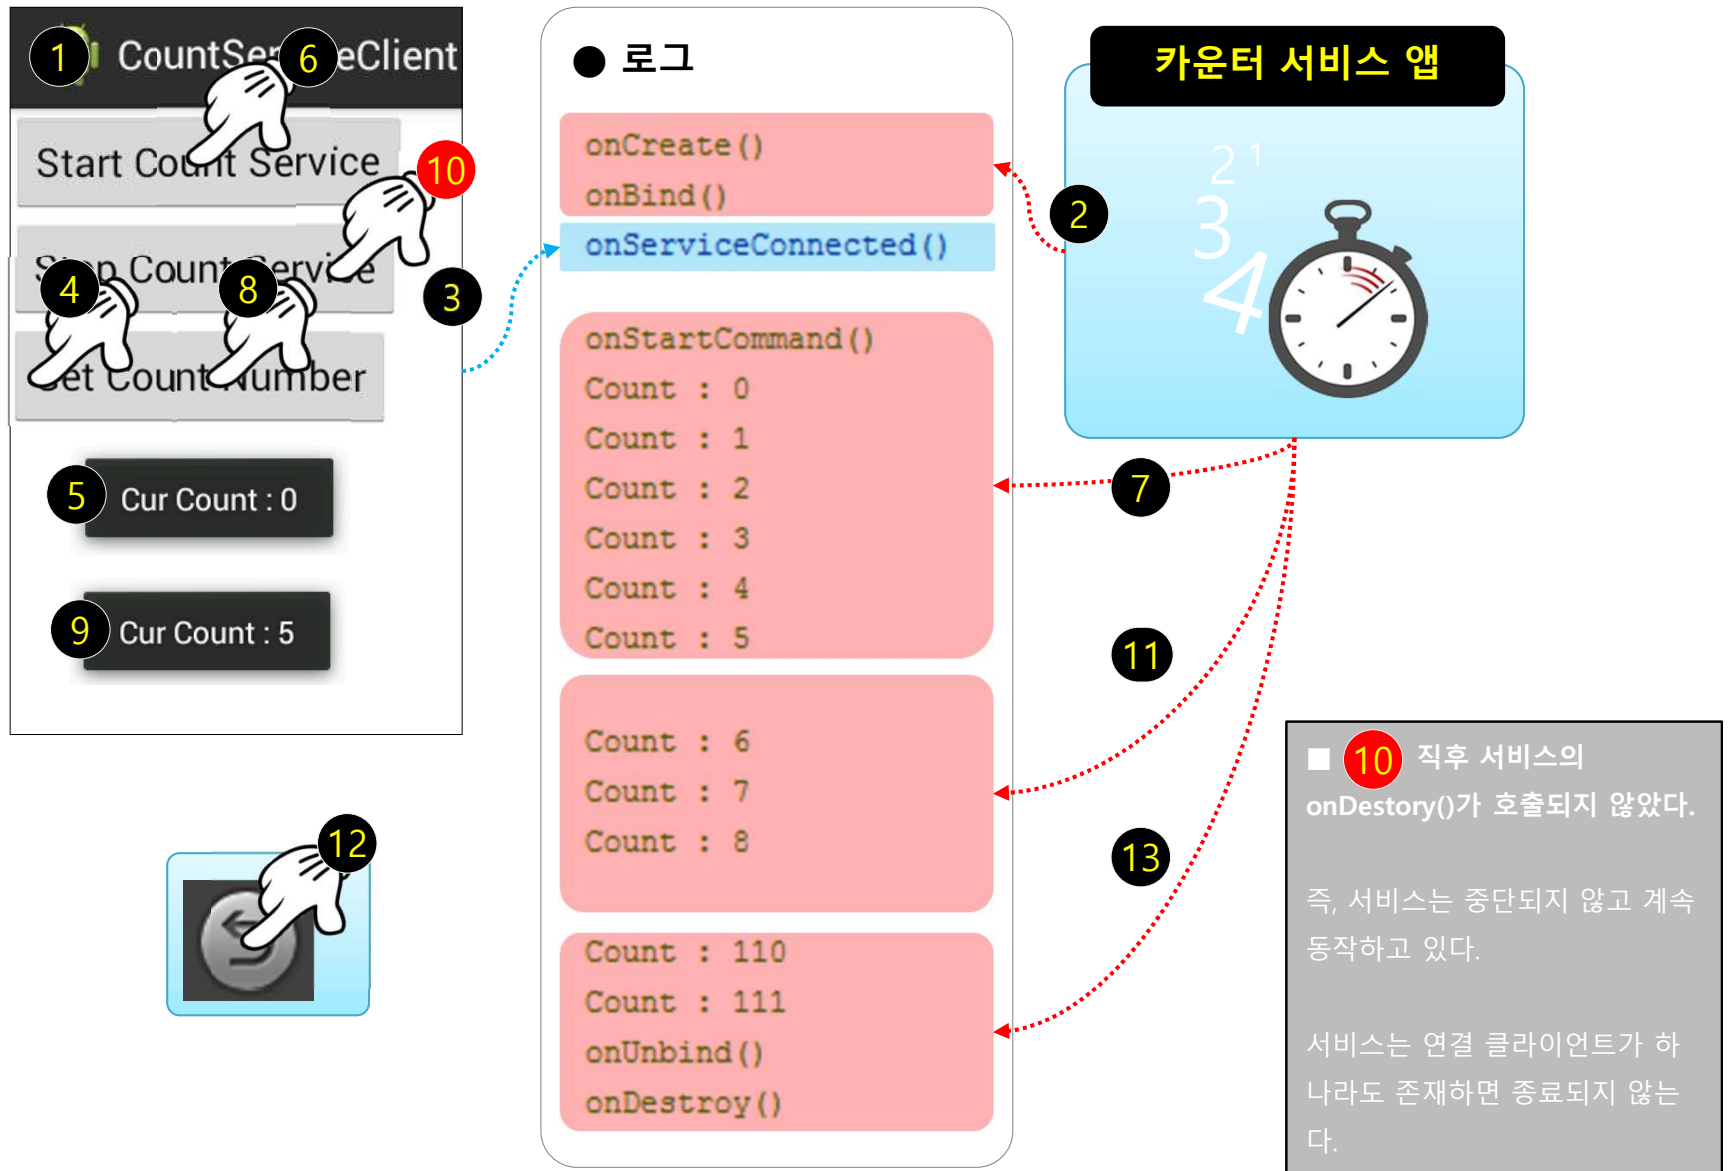 1
CountServiceClient
6
Start Count Service
10
Stop Count Service
3
4
8
Get Count Number
5
Cur Count : 0
9
Cur Count : 5
12
● 로그
onCreate()
onBind()
onServiceConnected()
onStartCommand()
Count : 0
Count : 1
Count : 2
Count : 3
Count : 4
Count : 5
Count : 6
Count : 7
Count : 8
Count : 110
Count : 111
onUnbind()
onDestroy()
카운터 서비스 앱
1
2
3
4
2
7
11
13
■ 10 직후 서비스의
onDestory()가 호출되지 않았다.
즉, 서비스는 중단되지 않고 계속
동작하고 있다.
서비스는 연결 클라이언트가 하
나라도 존재하면 종료되지 않는
다.